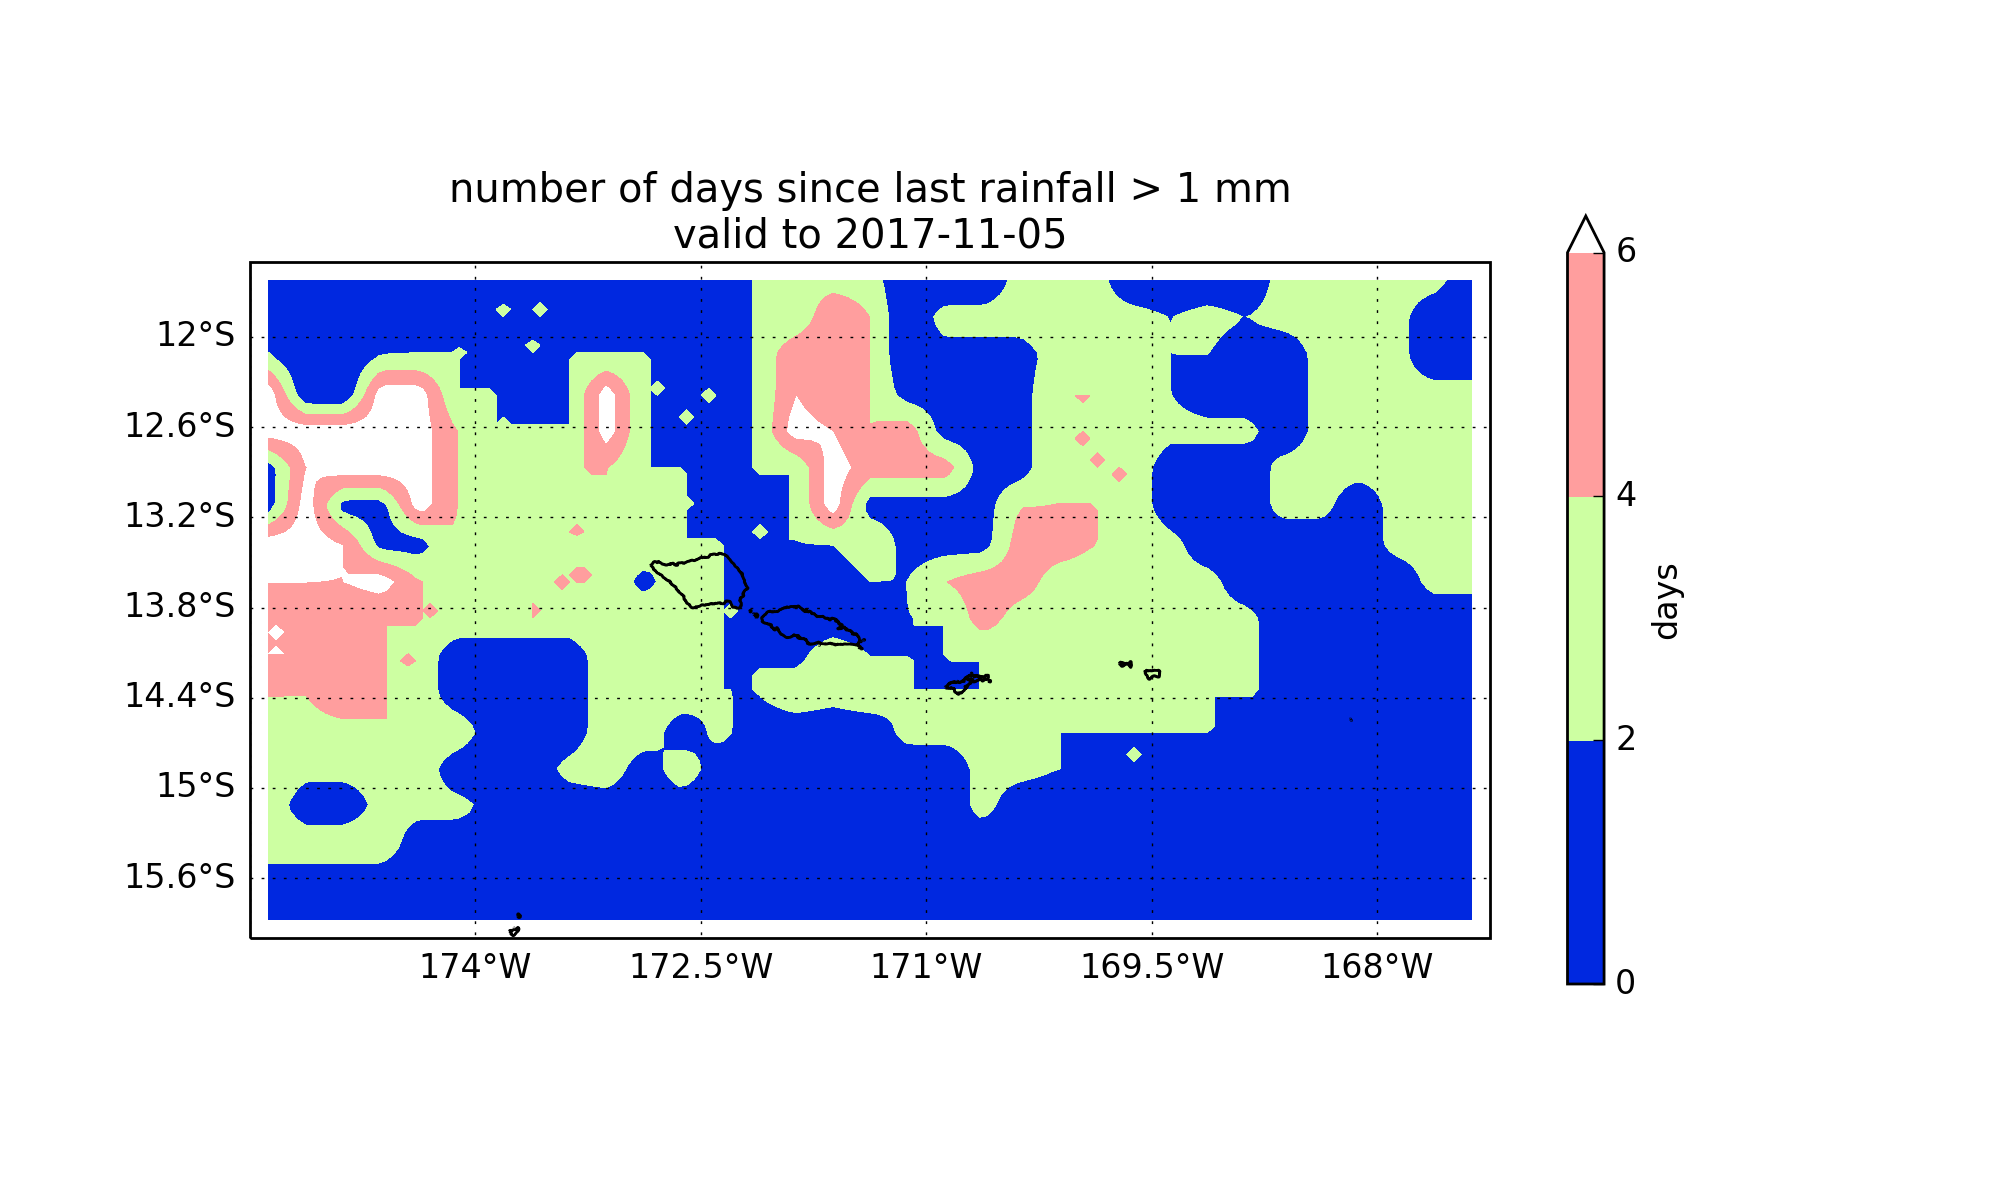 number of days since last rainfall > 1 mm
valid to 2017-11-05
12°S
12.6°S
13.2°S
13.8°S
14.4°S
15°S
15.6°S
174°W
172.5°W
171°W
169.5°W
168°W
6
4
2
0
days